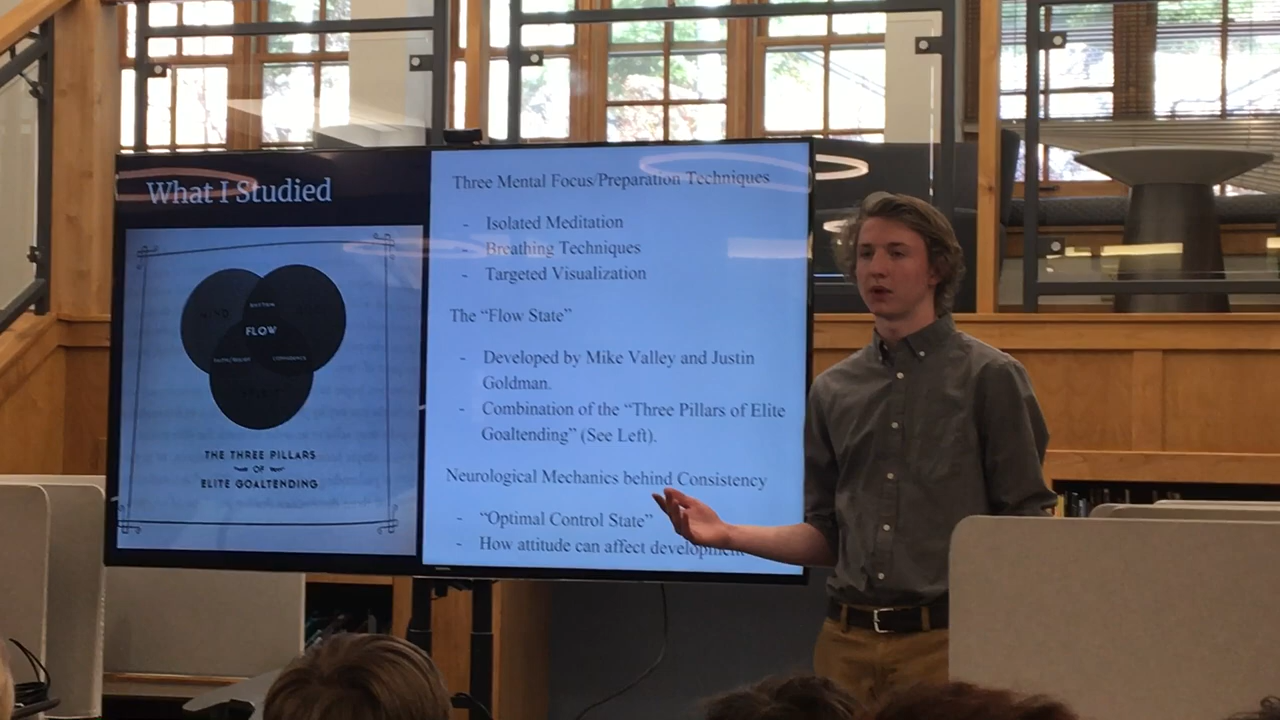 What I Studied
RHYTHM
FLOW
CONFIDENCE
THE THREE PILLARS
OF
ELITE GOALTENDING
Three Mental Focus/Preparation Techniques
- Isolated Meditation
- Breathing Techniques
- Targeted Visualization
The “Flow State”
- Developed by Mike Valley and Justin
Goldman.
- Combination of the “Three Pillars of Elite
Goaltending” (See Left).
Neurological Mechanics behind Consistency
- “Optimal Control State”
- How attitude can affect development